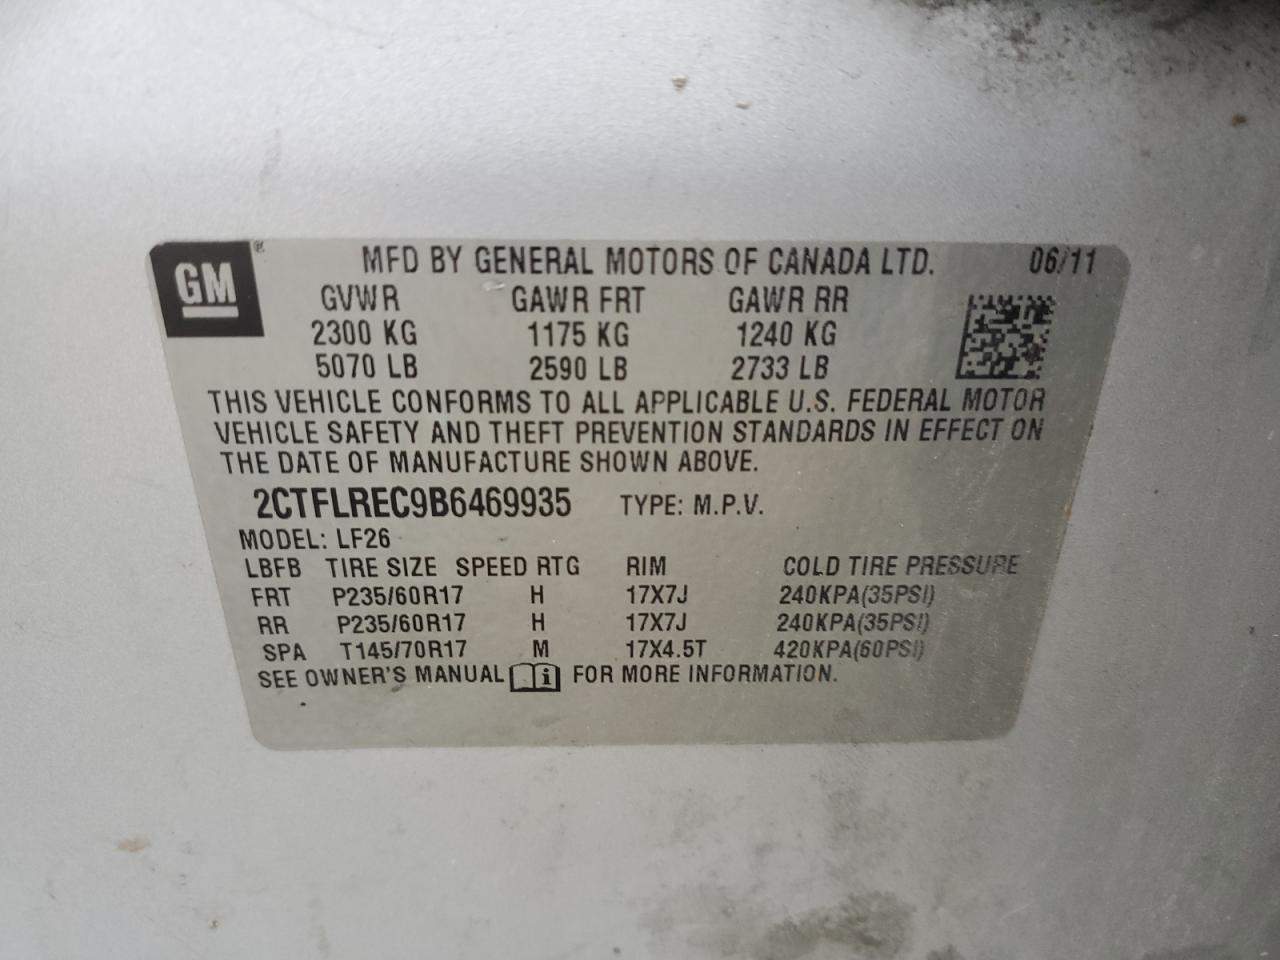 GM®
MFD BY GENERAL MOTORS OF CANADA LTD. 06/11
GVWR GAWR FRT GAWR RR
2300 KG 1175 KG 1240 KG
5070 LB 2590 LB 2733 LB
THIS VEHICLE CONFORMS TO ALL APPLICABLE U.S. FEDERAL MOTOR
VEHICLE SAFETY AND THEFT PREVENTION STANDARDS IN EFFECT ON
THE DATE OF MANUFACTURE SHOWN ABOVE.
2CTFLREC9B6469935 TYPE: M.P.V.
MODEL: LF26
LBFB TIRE SIZE SPEED RTG RIM COLD TIRE PRESSURE
FRT P235/60R17 H 17X7J 240KPA(35PSI)
RR P235/60R17 H 17X7J 240KPA(35PSI)
SPA T145/70R17 M 17X4.5T 420KPA(60PSI)
SEE OWNER'S MANUAL i FOR MORE INFORMATION.